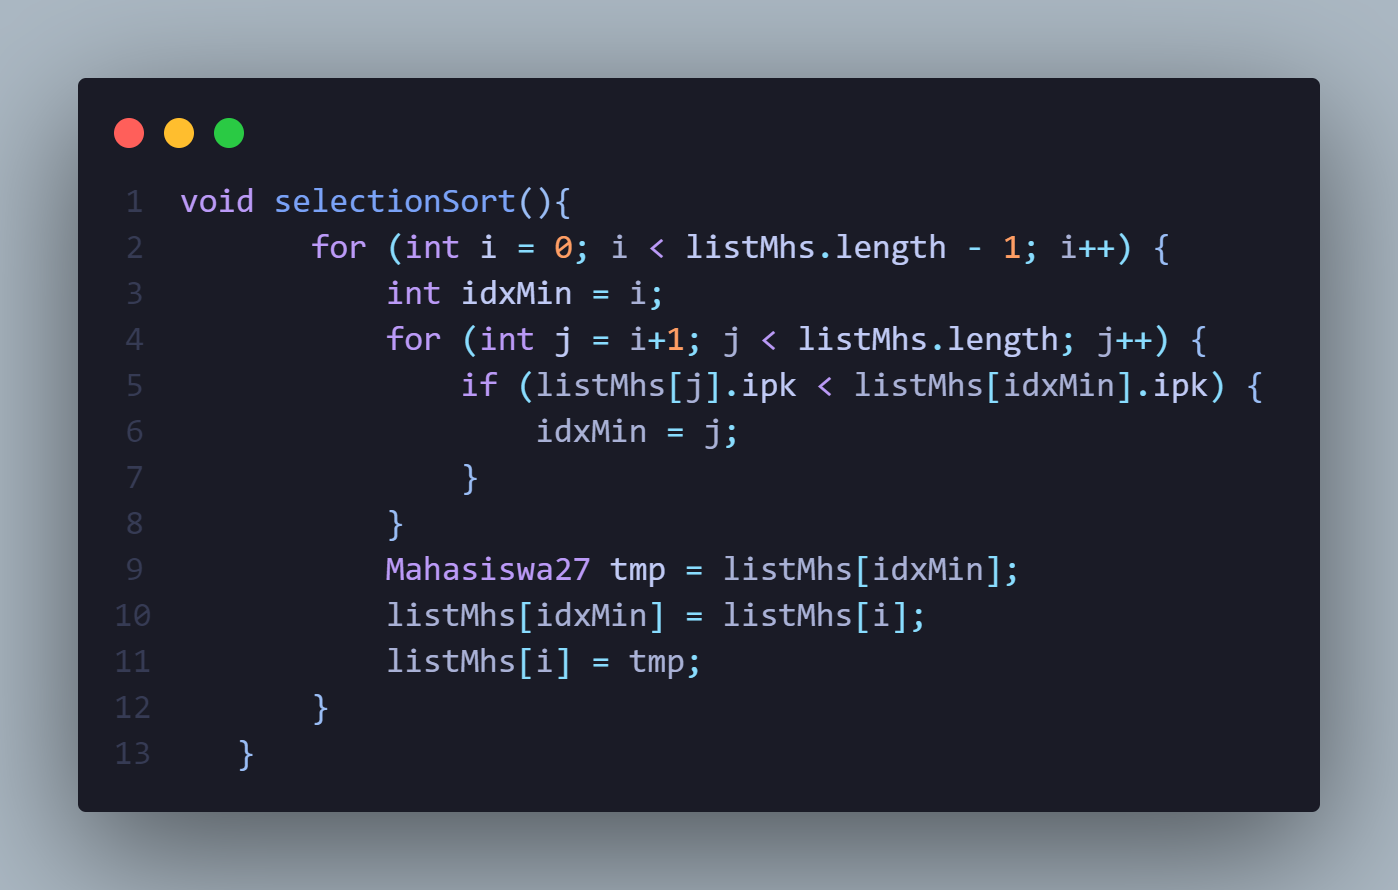 1 void selectionSort(){
2 for (int i = 0; i < listMhs.length - 1; i++) {
3 int idxMin = i;
4 for (int j = i+1; j < listMhs.length; j++) {
5 if (listMhs[j].ipk < listMhs[idxMin].ipk) {
6 idxMin = j;
7 }
8 }
9 Mahasiswa27 tmp = listMhs[idxMin];
10 listMhs[idxMin] = listMhs[i];
11 listMhs[i] = tmp;
12 }
13 }